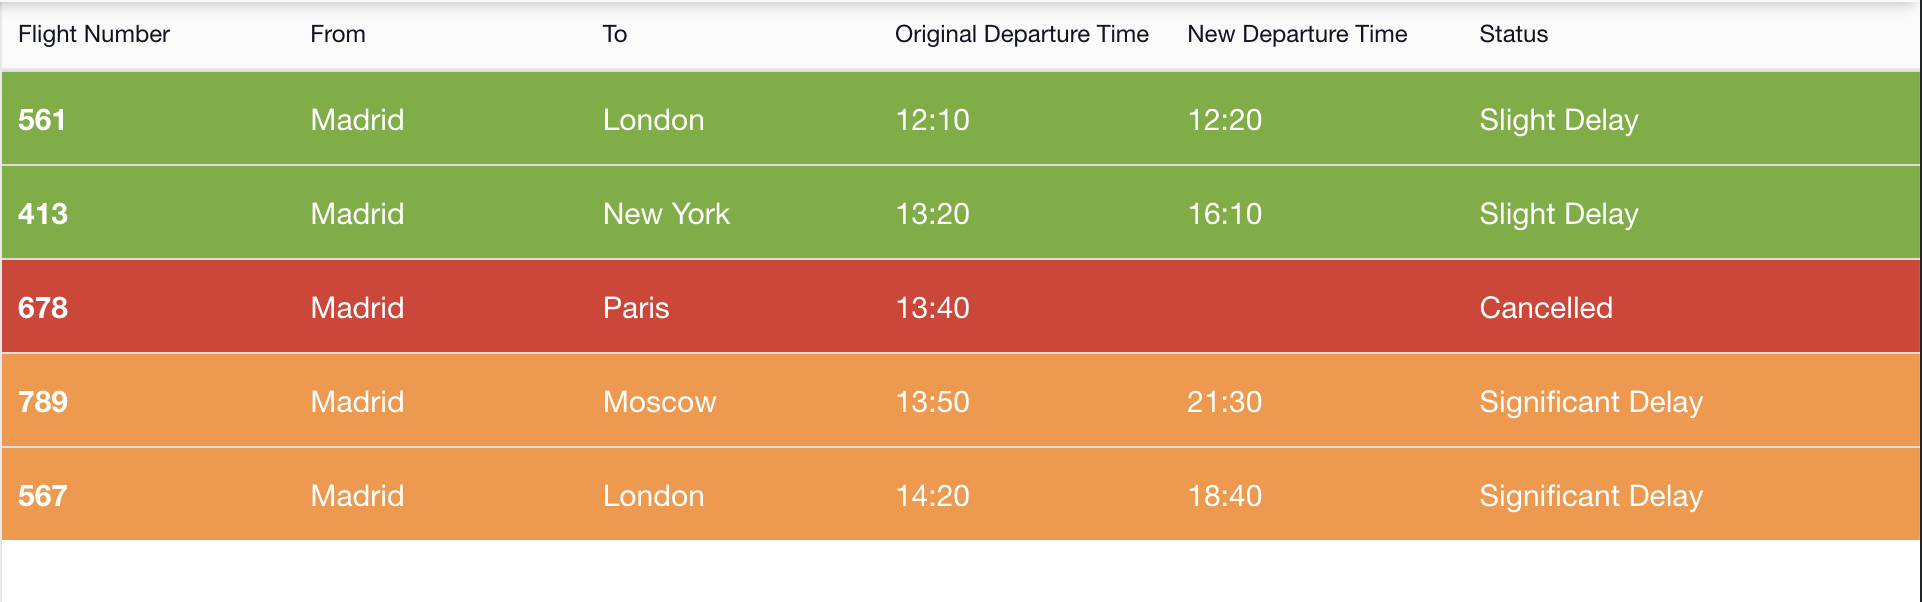 Flight Number From To Original Departure Time New Departure Time Status
561 Madrid London 12:10 12:20 Slight Delay
413 Madrid New York 13:20 16:10 Slight Delay
678 Madrid Paris 13:40 Cancelled
789 Madrid Moscow 13:50 21:30 Significant Delay
567 Madrid London 14:20 18:40 Significant Delay